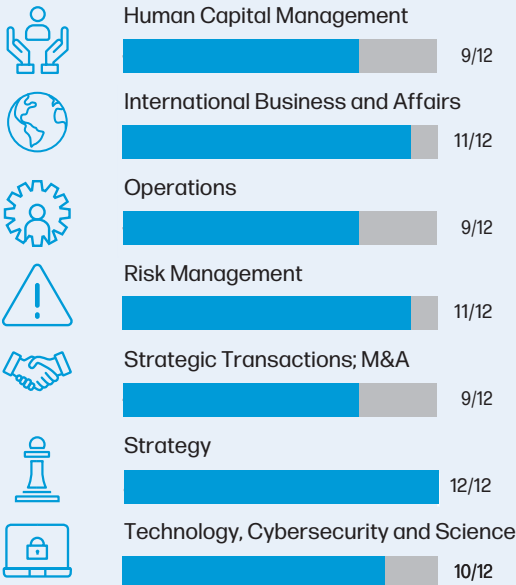 Human Capital Management
9/12
International Business and Affairs
11/12
Operations
9/12
Risk Management
11/12
Strategic Transactions; M&A
9/12
Strategy
12/12
Technology, Cybersecurity and Science
10/12